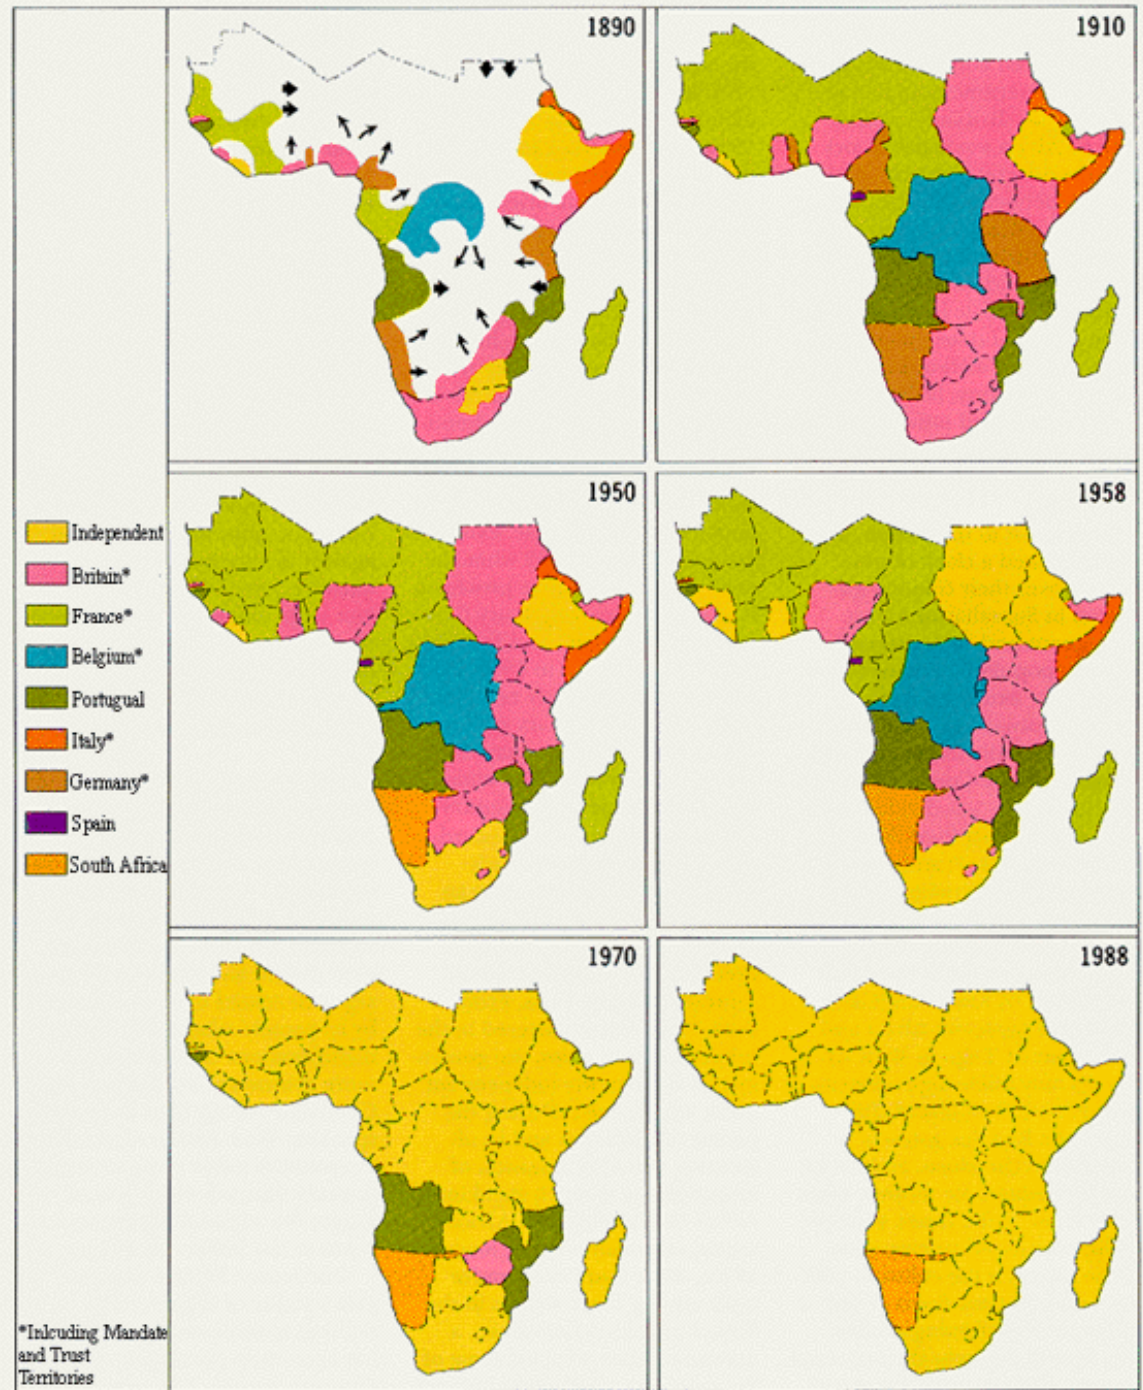 1890
1910
1950
1958
Independent
Britain*
France*
Belgium*
Portugual
Italy*
Germany*
Spain
South Africa
1970
1988
*Inlcuding Mandate
and Trust
Territories